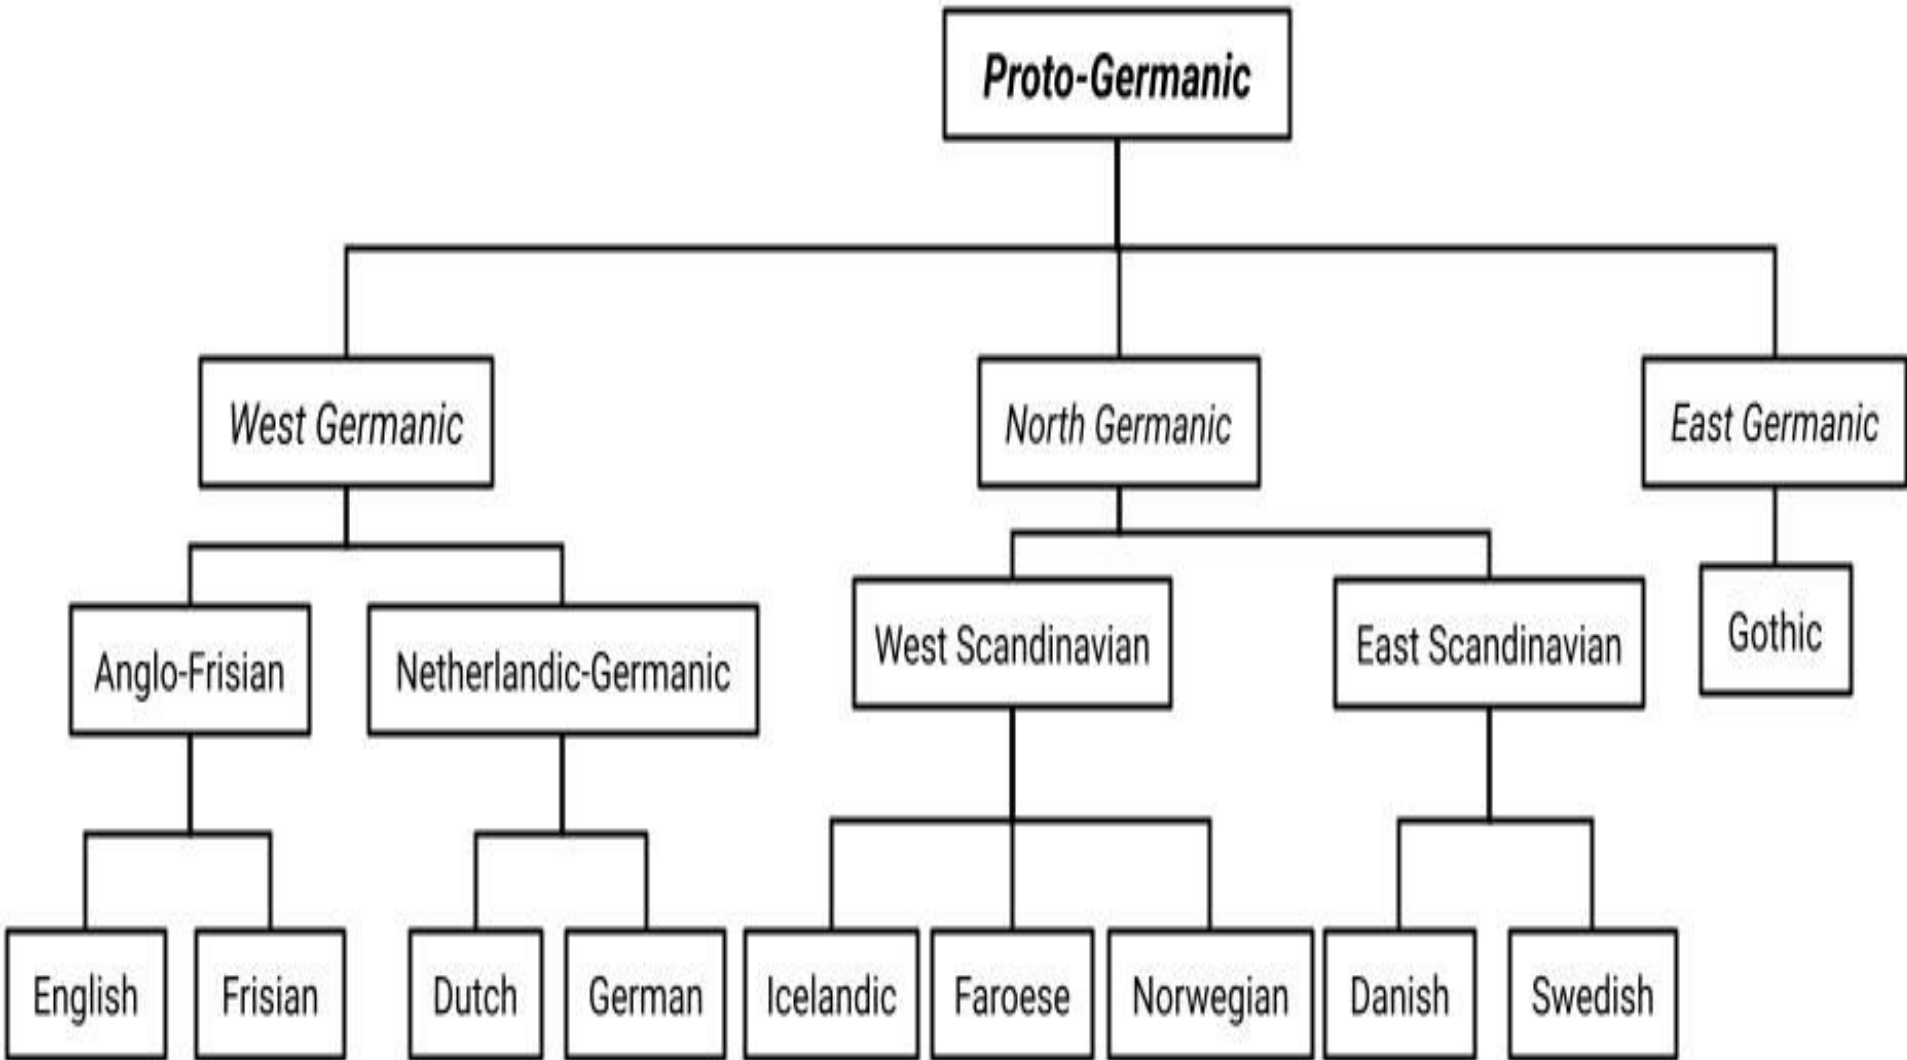 Proto-Germanic
West Germanic
North Germanic
East Germanic
Anglo-Frisian
Netherlandic-Germanic
West Scandinavian
East Scandinavian
Gothic
English
Frisian
Dutch
German
Icelandic
Faroese
Norwegian
Danish
Swedish